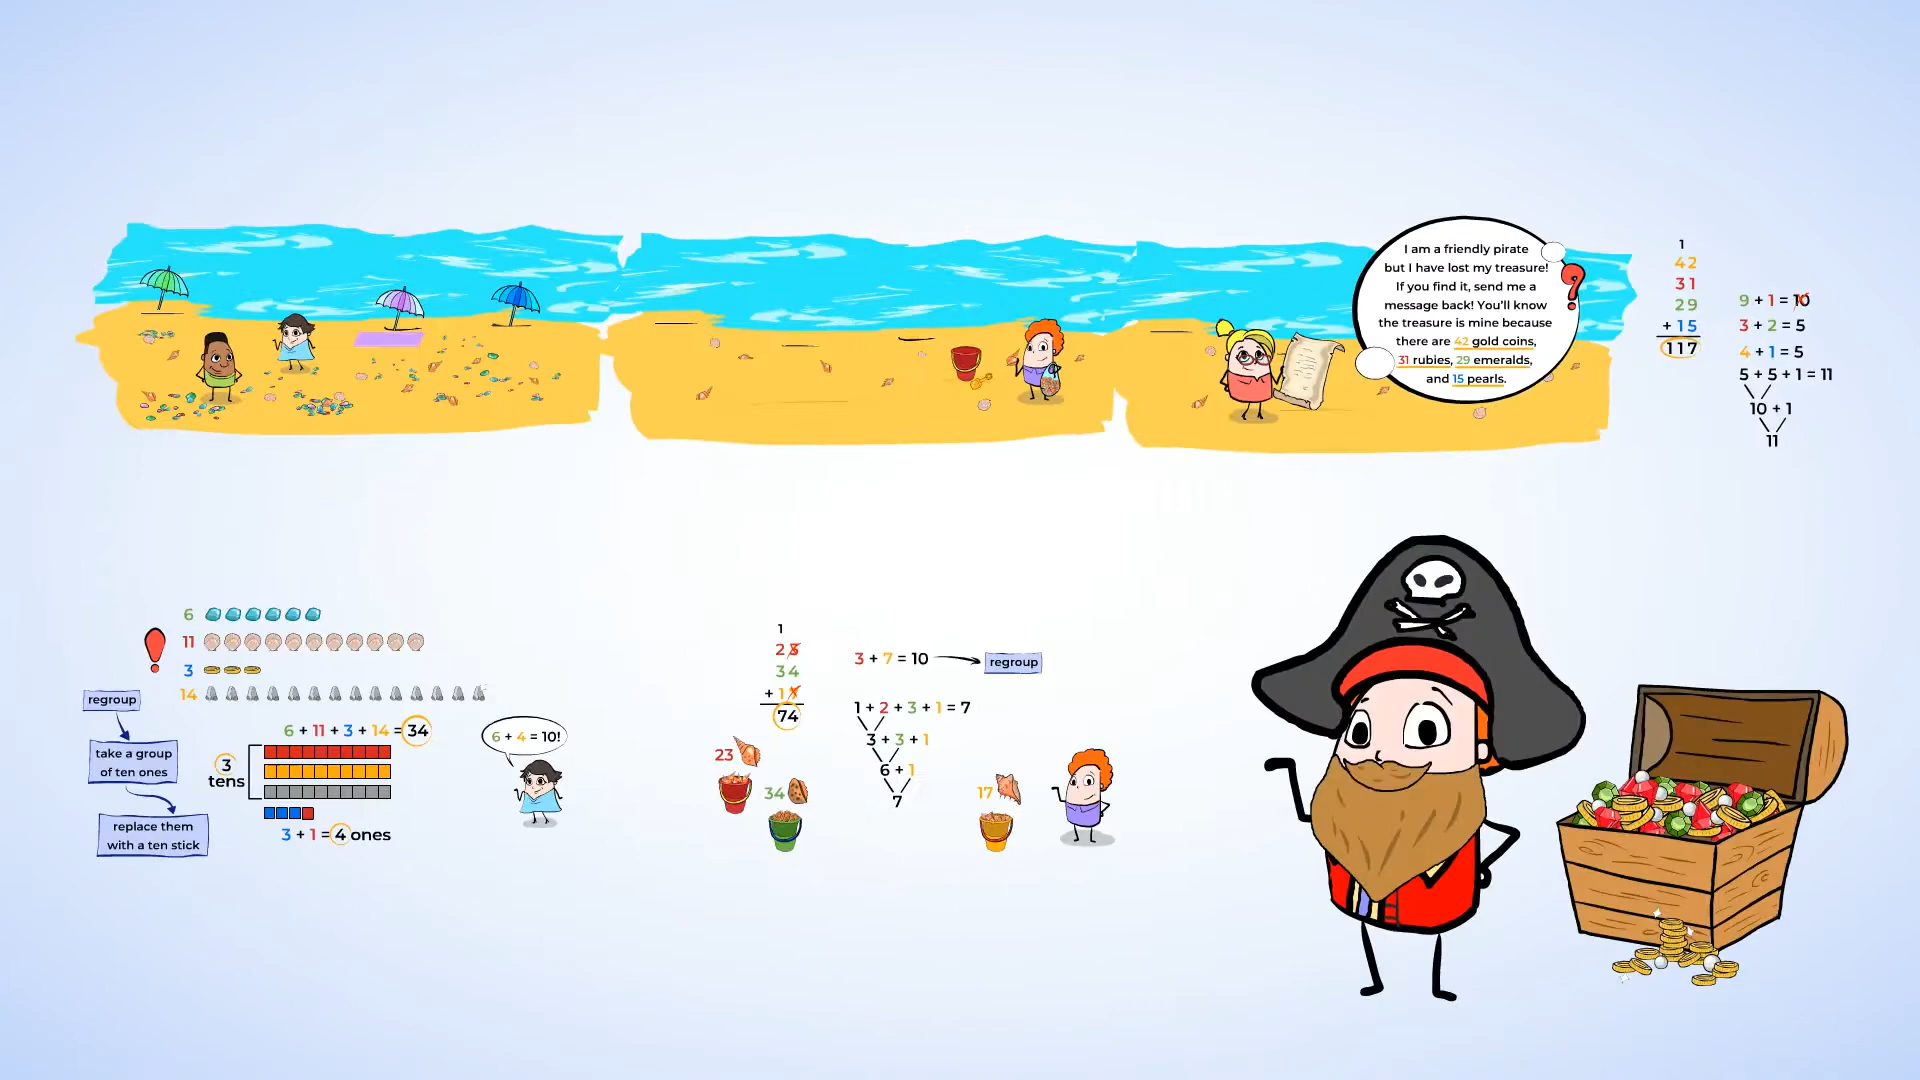 I am a friendly pirate
but I have lost my treasure!
If you find it, send me a
message back! You'll know
the treasure is mine because
there are 42 gold coins,
31 rubies, 29 emeralds,
and 15 pearls.
?
1
42
31
29
+ 15
117
9 + 1 = 10
3 + 2 = 5
4 + 1 = 5
5 + 5 + 1 = 11
10 + 1
11
!
6
11
3
14
regroup
take a group
of ten ones
replace them
with a ten stick
6 + 11 + 3 + 14 = 34
3
tens
3 + 1 = 4 ones
6 + 4 = 10!
1
23
34
+ 17
74
3 + 7 = 10
regroup
1 + 2 + 3 + 1 = 7
3 + 3 + 1
6 + 1
7
23
34
17